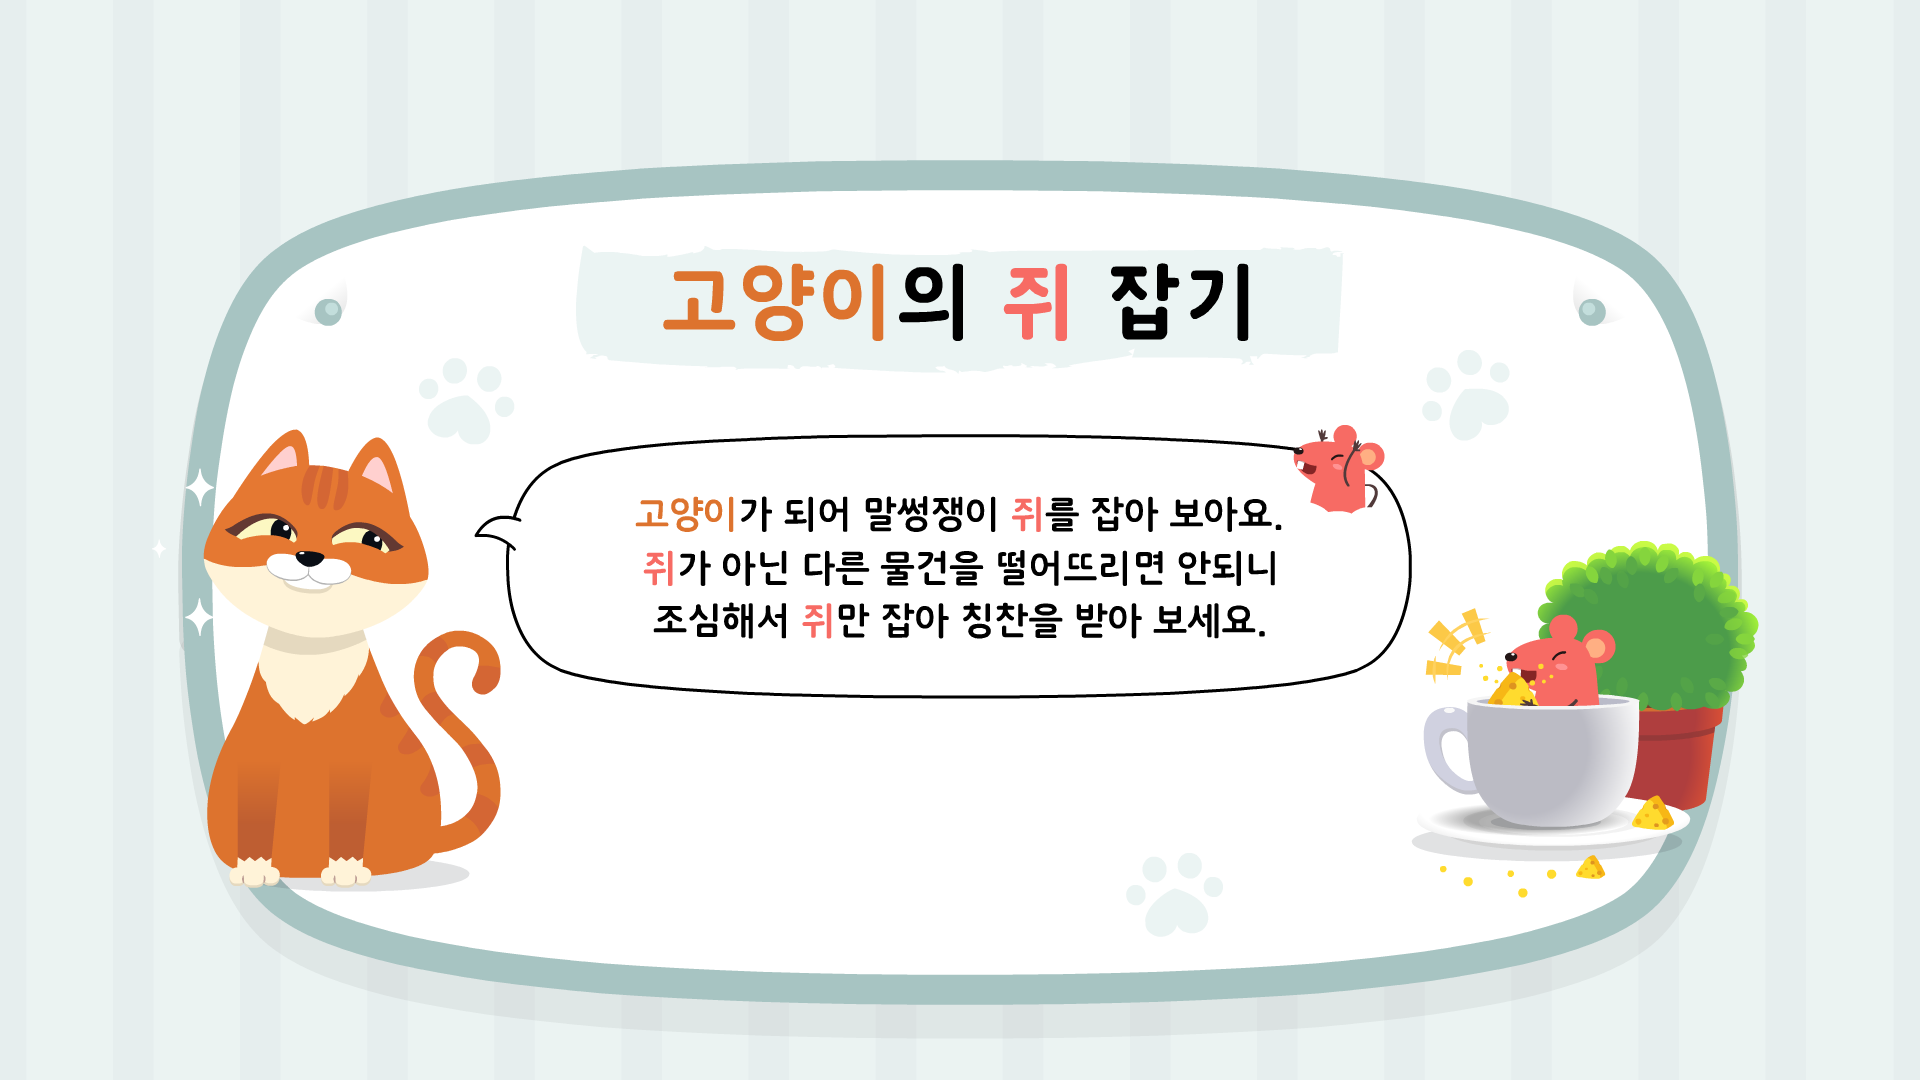 고양이의 쥐 잡기
고양이가 되어 말썽쟁이 쥐를 잡아 보아요.
쥐가 아닌 다른 물건을 떨어뜨리면 안되니
조심해서 쥐만 잡아 칭찬을 받아 보세요.